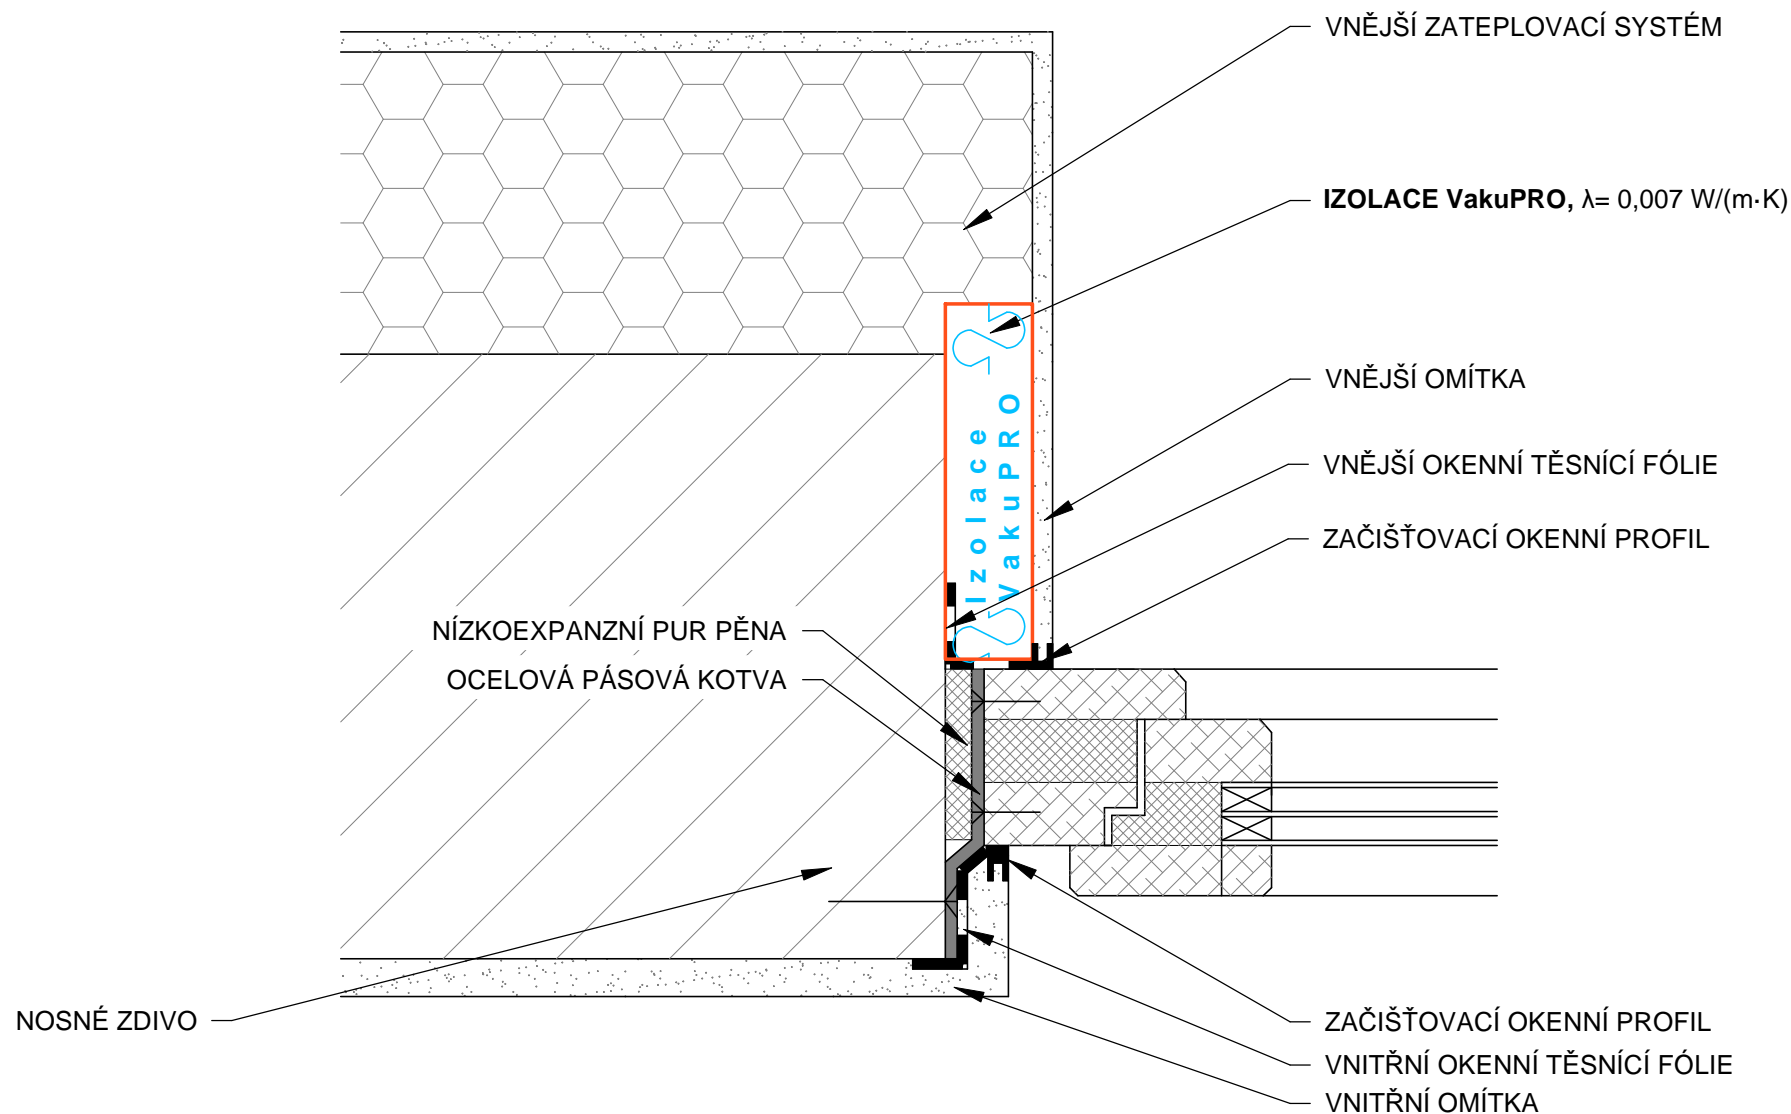 VNĚJŠÍ ZATEPLOVACÍ SYSTÉM
IZOLACE VakuPRO, λ= 0,007 W/(m·K)
VNĚJŠÍ OMÍTKA
VNĚJŠÍ OKENNÍ TĚSNÍCÍ FÓLIE
ZAČIŠŤOVACÍ OKENNÍ PROFIL
Izolace
VakuPRO
NÍZKOEXPANZNÍ PUR PĚNA
OCELOVÁ PÁSOVÁ KOTVA
NOSNÉ ZDIVO
ZAČIŠŤOVACÍ OKENNÍ PROFIL
VNITŘNÍ OKENNÍ TĚSNÍCÍ FÓLIE
VNITŘNÍ OMÍTKA